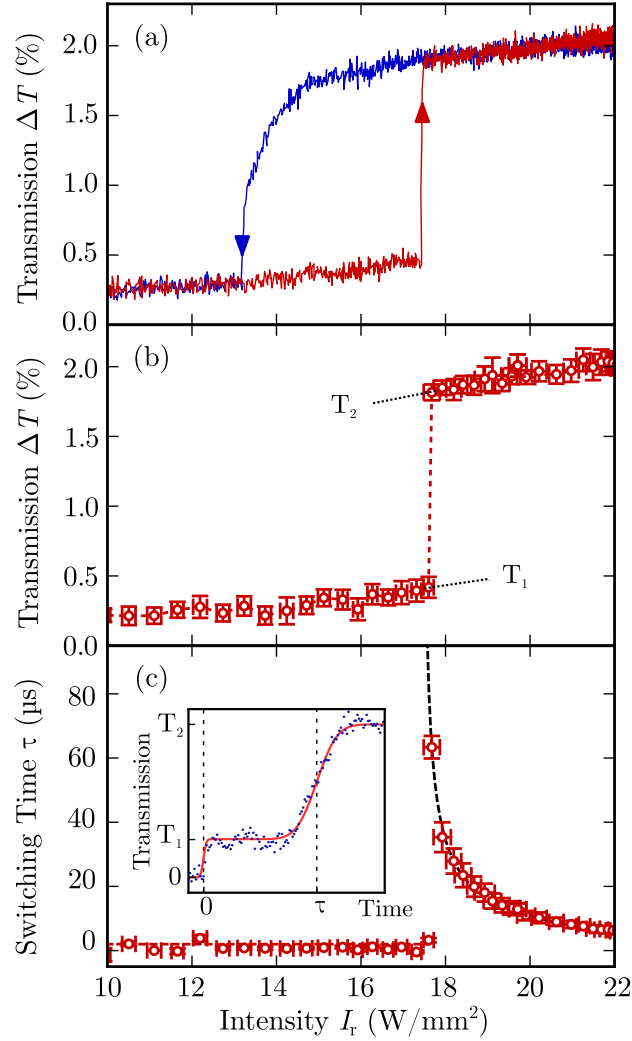 (a)
Transmission ΔT (%)
2.0
1.5
1.0
0.5
0.0
(b)
Transmission ΔT (%)
2.0
1.5
1.0
0.5
0.0
T₂
T₁
(c)
Switching Time τ (µs)
80
60
40
20
0
Transmission
T₂
T₁
0
0
τ
Time
10
12
14
16
18
20
22
Intensity Iᵣ (W/mm²)